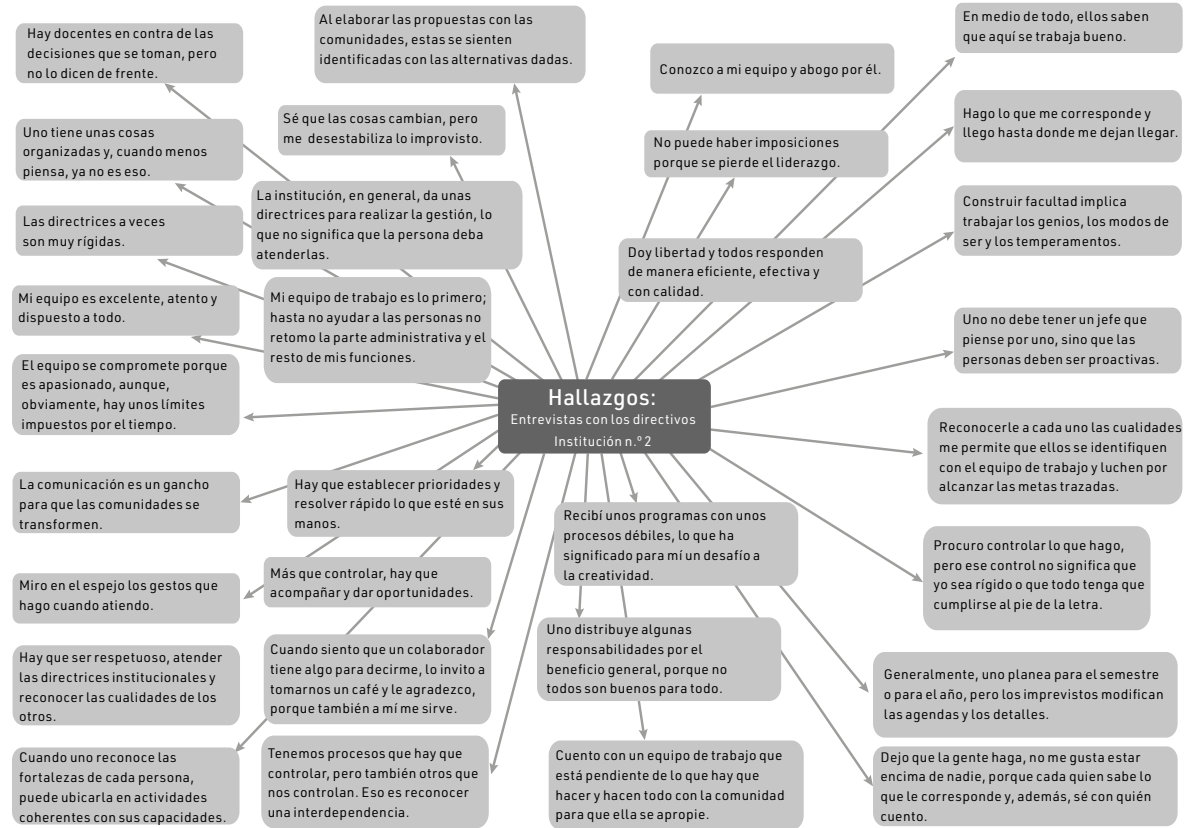 Hay docentes en contra de las
decisiones que se toman, pero
no lo dicen de frente.
Al elaborar las propuestas con las
comunidades, estas se sienten
identificadas con las alternativas dadas.
Conozco a mi equipo y abogo por él.
En medio de todo, ellos saben
que aquí se trabaja bueno.
Uno tiene unas cosas
organizadas y, cuando menos
piensa, ya no es eso.
Sé que las cosas cambian, pero
me desestabiliza lo improvisto.
No puede haber imposiciones
porque se pierde el liderazgo.
Hago lo que me corresponde y
llego hasta donde me dejan llegar.
Las directrices a veces
son muy rígidas.
La institución, en general, da unas
directrices para realizar la gestión, lo
que no significa que la persona deba
atenderlas.
Doy libertad y todos responden
de manera eficiente, efectiva y
con calidad.
Construir facultad implica
trabajar los genios, los modos de
ser y los temperamentos.
Mi equipo es excelente, atento y
dispuesto a todo.
Mi equipo de trabajo es lo primero;
hasta no ayudar a las personas no
retomo la parte administrativa y el
resto de mis funciones.
Uno no debe tener un jefe que
piense por uno, sino que las
personas deben ser proactivas.
El equipo se compromete porque
es apasionado, aunque,
obviamente, hay unos límites
impuestos por el tiempo.
Hallazgos:
Entrevistas con los directivos
Institución n.º 2
Reconocerle a cada uno las cualidades
me permite que ellos se identifiquen
con el equipo de trabajo y luchen por
alcanzar las metas trazadas.
La comunicación es un gancho
para que las comunidades se
transformen.
Hay que establecer prioridades y
resolver rápido lo que esté en sus
manos.
Recibí unos programas con unos
procesos débiles, lo que ha
significado para mí un desafío a
la creatividad.
Procuro controlar lo que hago,
pero ese control no significa que
yo sea rígido o que todo tenga que
cumplirse al pie de la letra.
Miro en el espejo los gestos que
hago cuando atiendo.
Más que controlar, hay que
acompañar y dar oportunidades.
Uno distribuye algunas
responsabilidades por el
beneficio general, porque no
todos son buenos para todo.
Hay que ser respetuoso, atender
las directrices institucionales y
reconocer las cualidades de los
otros.
Cuando siento que un colaborador
tiene algo para decirme, lo invito a
tomarnos un café y le agradezco,
porque también a mí me sirve.
Generalmente, uno planea para el semestre
o para el año, pero los imprevistos modifican
las agendas y los detalles.
Cuando uno reconoce las
fortalezas de cada persona,
puede ubicarla en actividades
coherentes con sus capacidades.
Tenemos procesos que hay que
controlar, pero también otros que
nos controlan. Eso es reconocer
una interdependencia.
Cuento con un equipo de trabajo que
está pendiente de lo que hay que
hacer y hacen todo con la comunidad
para que ella se apropie.
Dejo que la gente haga, no me gusta estar
encima de nadie, porque cada quien sabe lo
que le corresponde y, además, sé con quién
cuento.